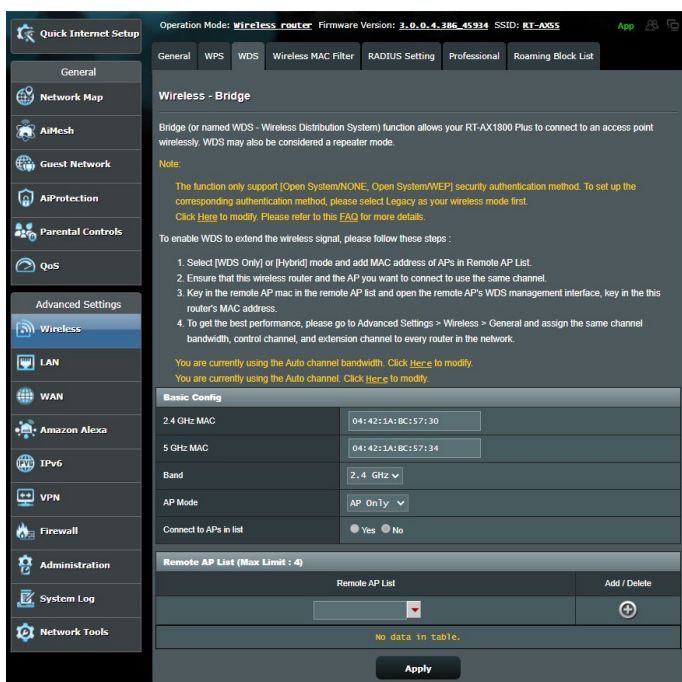 Quick Internet Setup
Operation Mode: Wireless router Firmware Version: 3.0.0.4.386_45934 SSID: RT-AX55
App
General WPS WDS Wireless MAC Filter RADIUS Setting Professional Roaming Block List
General
Network Map
AiMesh
Guest Network
AiProtection
Parental Controls
QoS
Advanced Settings
Wireless
LAN
WAN
Amazon Alexa
IPv6
VPN
Firewall
Administration
System Log
Network Tools
Wireless - Bridge
Bridge (or named WDS - Wireless Distribution System) function allows your RT-AX1800 Plus to connect to an access point
wirelessly. WDS may also be considered a repeater mode.
Note:
The function only support [Open System/NONE, Open System/WEP] security authentication method. To set up the
corresponding authentication method, please select Legacy as your wireless mode first.
Click Here to modify. Please refer to this FAQ for more details.
To enable WDS to extend the wireless signal, please follow these steps :
1. Select [WDS Only] or [Hybrid] mode and add MAC address of APs in Remote AP List.
2. Ensure that this wireless router and the AP you want to connect to use the same channel.
3. Key in the remote AP mac in the remote AP list and open the remote AP's WDS management interface, key in the this
router's MAC address.
4. To get the best performance, please go to Advanced Settings > Wireless > General and assign the same channel
bandwidth, control channel, and extension channel to every router in the network.
You are currently using the Auto channel bandwidth. Click Here to modify.
You are currently using the Auto channel. Click Here to modify.
Basic Config
2.4 GHz MAC 04:42:1A:BC:57:30
5 GHz MAC 04:42:1A:BC:57:34
Band 2.4 GHz
AP Mode AP Only
Connect to APs in list Yes No
Remote AP List (Max Limit : 4)
Remote AP List Add / Delete
No data in table.
Apply